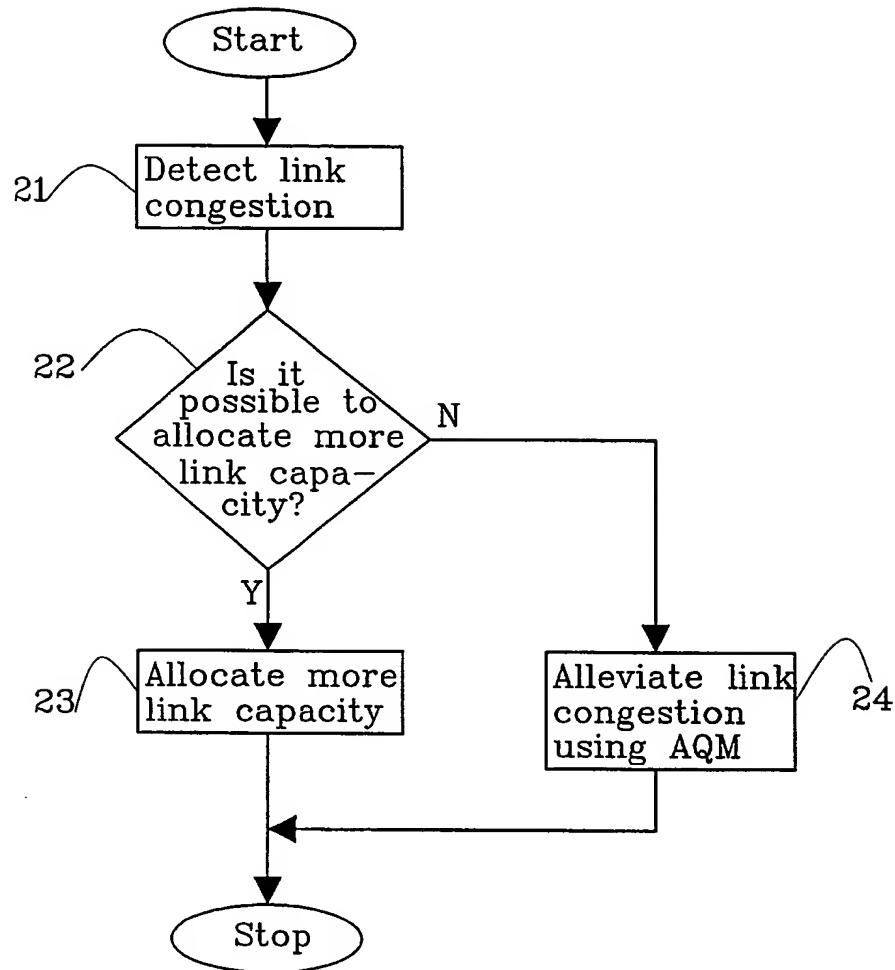 Start
21
Detect link
congestion
22
Is it
possible to
allocate more
link capa-
city?
N
Y
23
Allocate more
link capacity
Alleviate link
congestion
using AQM
24
Stop